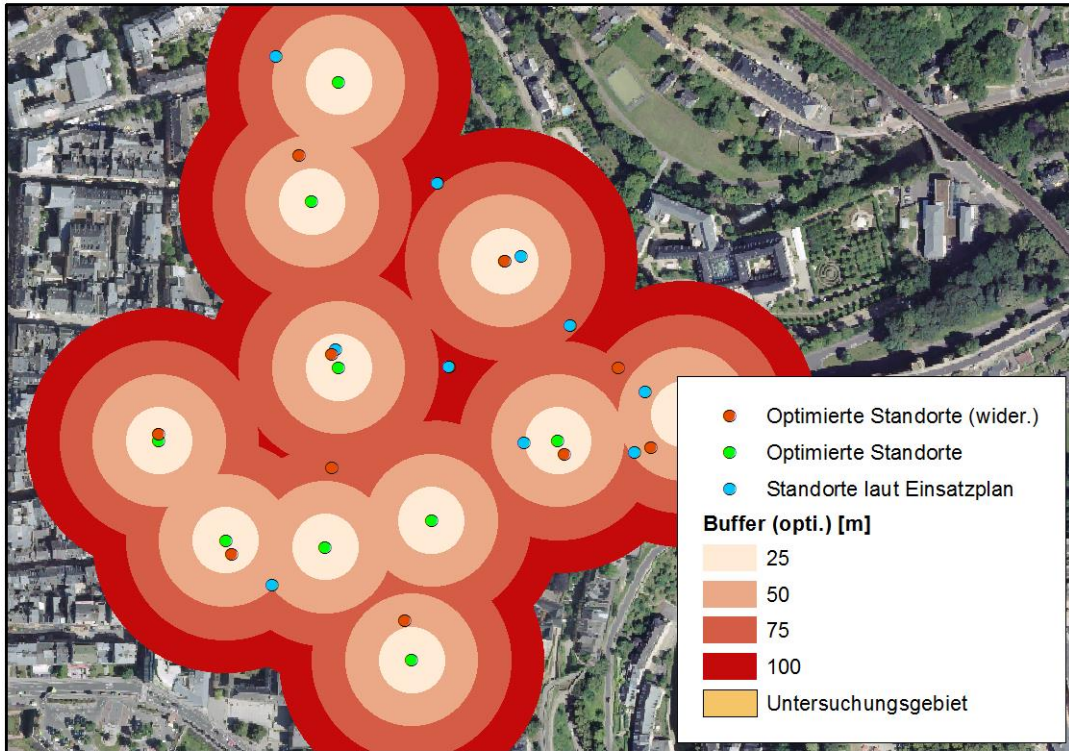 Optimierte Standorte (wider.)
Optimierte Standorte
Standorte laut Einsatzplan
Buffer (opti.) [m]
25
50
75
100
Untersuchungsgebiet